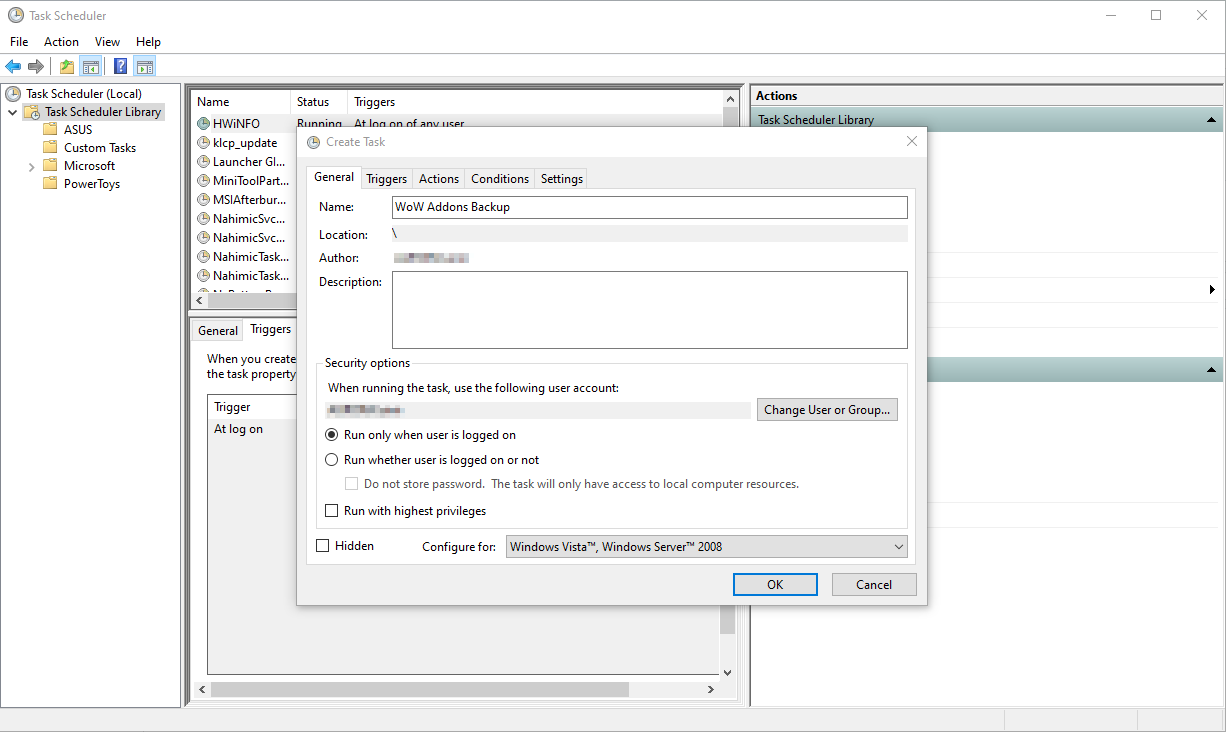 Task Scheduler
File Action View Help
Task Scheduler (Local)
Task Scheduler Library
ASUS
Custom Tasks
Microsoft
PowerToys
Name Status Triggers
HWiNFO Running At log on of any user
klcp_update
Launcher Gl...
MiniToolPart...
MSIAfterbur...
NahimicSvc...
NahimicSvc...
NahimicTask...
NahimicTask...
General Triggers
When you create
the task property
Trigger
At log on
Actions
Task Scheduler Library
Create Task
General Triggers Actions Conditions Settings
Name: WoW Addons Backup
Location: \
Author:
Description:
Security options
When running the task, use the following user account:
Change User or Group...
Run only when user is logged on
Run whether user is logged on or not
Do not store password. The task will only have access to local computer resources.
Run with highest privileges
Hidden Configure for: Windows Vista™, Windows Server™ 2008
OK Cancel